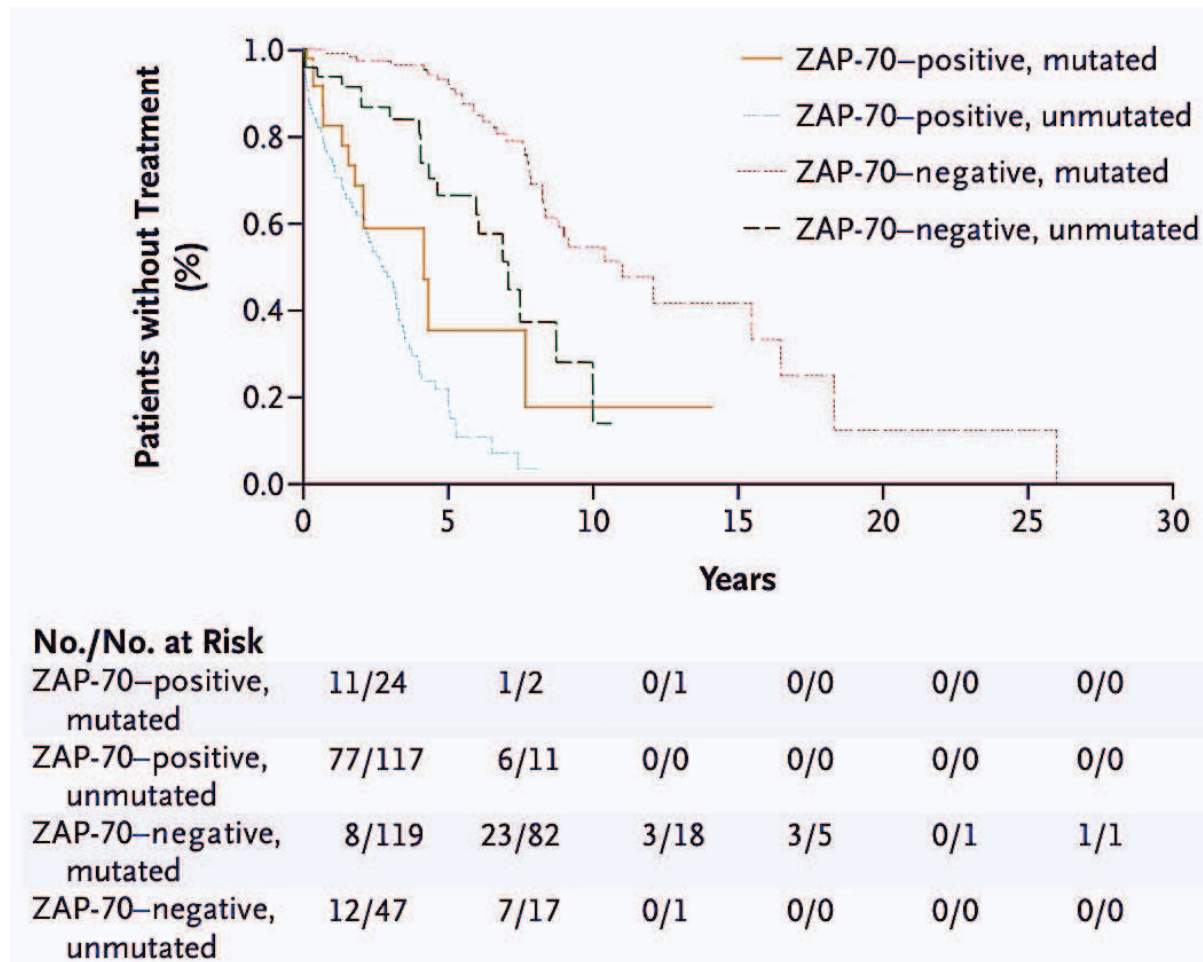 1.0
0.8
0.6
0.4
0.2
0.0
Patients without Treatment
(%)
ZAP-70–positive, mutated
ZAP-70–positive, unmutated
ZAP-70–negative, mutated
ZAP-70–negative, unmutated
0 5 10 15 20 25 30
Years
No./No. at Risk
ZAP-70–positive, 11/24 1/2 0/1 0/0 0/0 0/0
mutated
ZAP-70–positive, 77/117 6/11 0/0 0/0 0/0 0/0
unmutated
ZAP-70–negative, 8/119 23/82 3/18 3/5 0/1 1/1
mutated
ZAP-70–negative, 12/47 7/17 0/1 0/0 0/0 0/0
unmutated